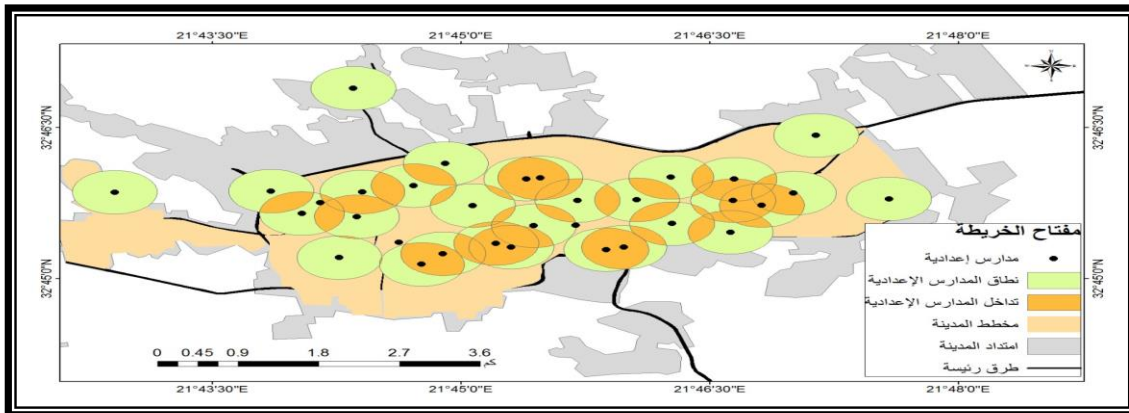 21°43'30"E 21°45'0"E 21°46'30"E 21°48'0"E
32°46'30"N 32°46'30"N
32°45'0"N 32°45'0"N
مفتاح الخريطة
مدارس إعدادية
نطاق المدارس الإعدادية
تداخل المدارس الإعدادية
مخطط المدينة
امتداد المدينة
طرق رئيسة
0 0.45 0.9 1.8 2.7 3.6
كم
21°43'30"E 21°45'0"E 21°46'30"E 21°48'0"E